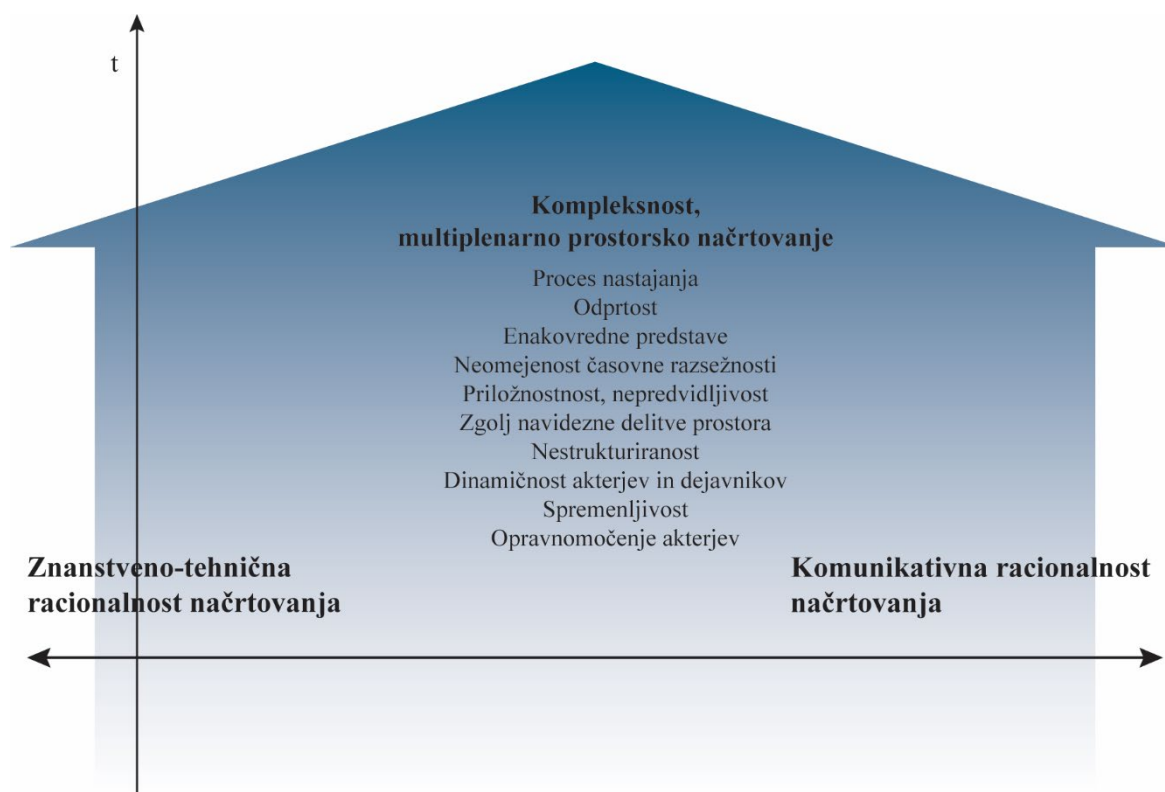 t
Kompleksnost,
multiplenarno prostorsko načrtovanje
Proces nastajanja
Odprtost
Enakovredne predstave
Neomejenost časovne razsežnosti
Priložnostnost, nepredvidljivost
Zgolj navidezne delitve prostora
Nestrukturiranost
Dinamičnost akterjev in dejavnikov
Spremenljivost
Opravnomočenje akterjev
Znanstveno-tehnična
racionalnost načrtovanja
Komunikativna racionalnost
načrtovanja